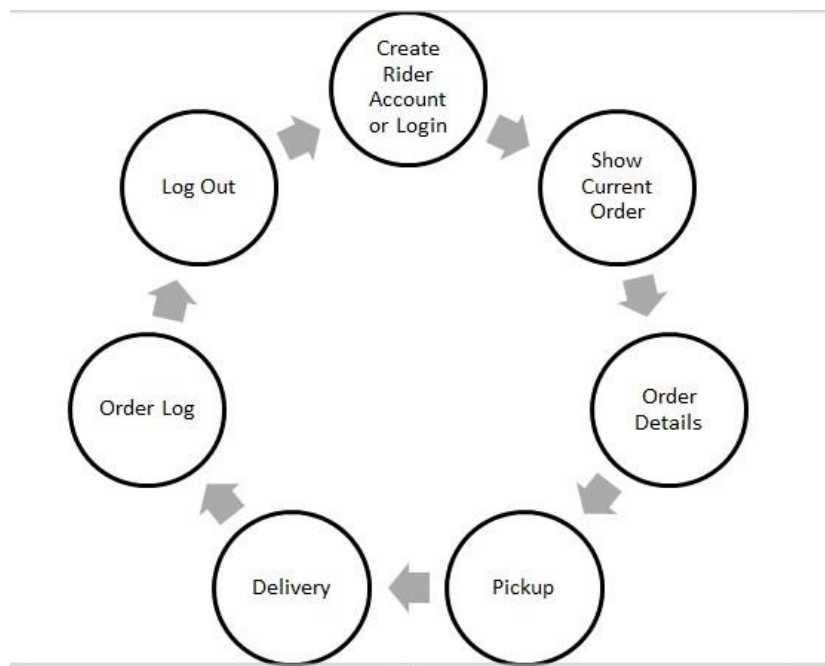 Create
Rider
Account
or Login
Show
Current
Order
Order
Details
Pickup
Delivery
Order Log
Log Out